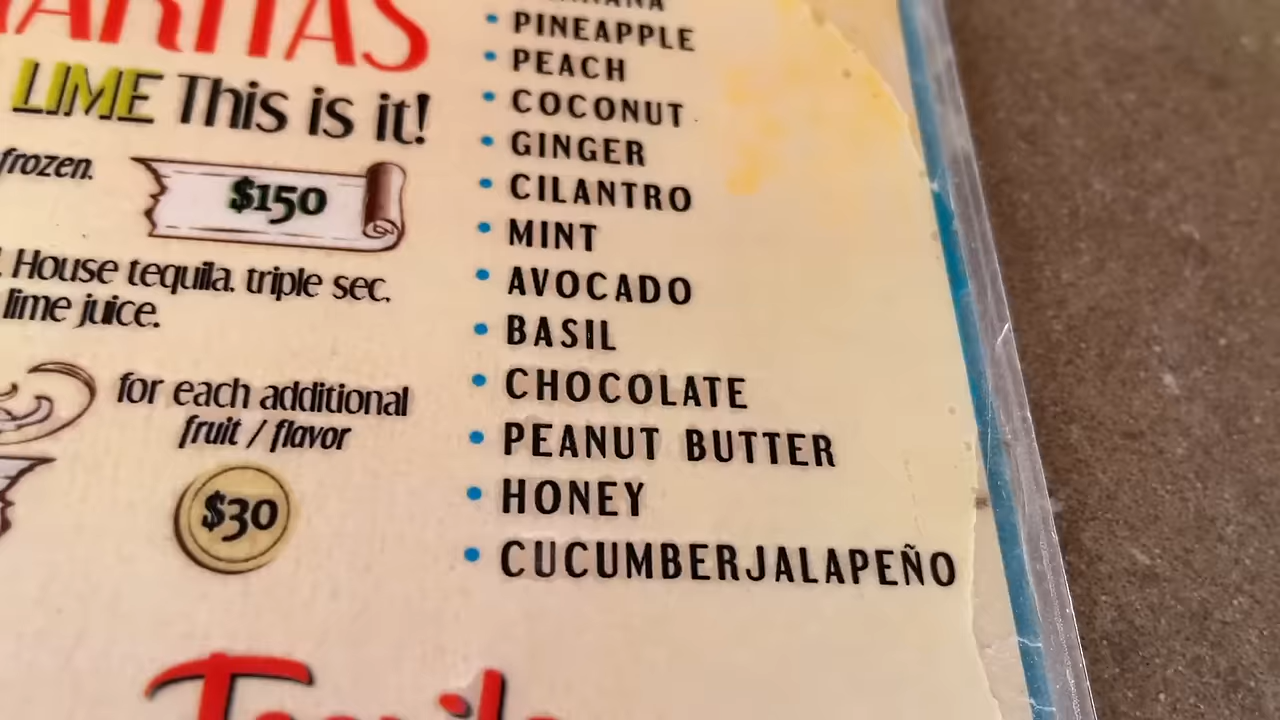 LIME This is it!
frozen.
$150
House tequila, triple sec,
lime juice.
for each additional
fruit / flavor
$30
• PINEAPPLE
• PEACH
• COCONUT
• GINGER
• CILANTRO
• MINT
• AVOCADO
• BASIL
• CHOCOLATE
• PEANUT BUTTER
• HONEY
• CUCUMBERJALAPEÑO